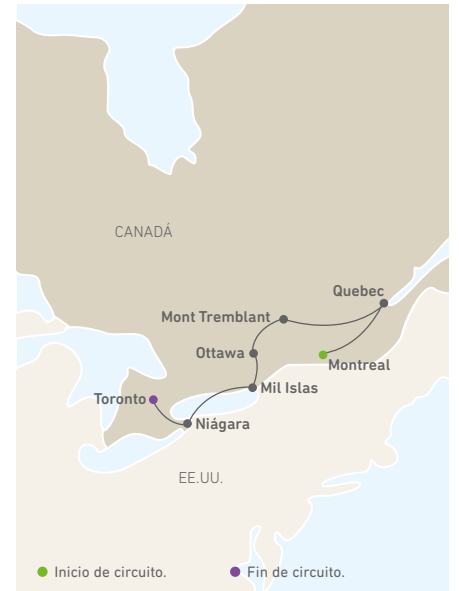 CANADÁ
Quebec
Mont Tremblant
Ottawa
Montreal
Mil Islas
Toronto
Niágara
EE.UU.
Inicio de circuito.
Fin de circuito.